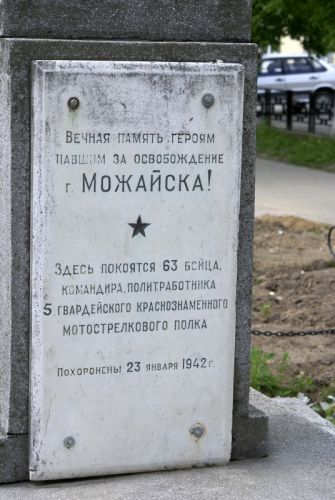 Вечная память героям
павшим за освобождение
г. Можайска!
Здесь покоятся 63 бойца,
командира, политработника
5 гвардейского краснознаменного
мотострелкового полка
Похоронены 23 января 1942 г.